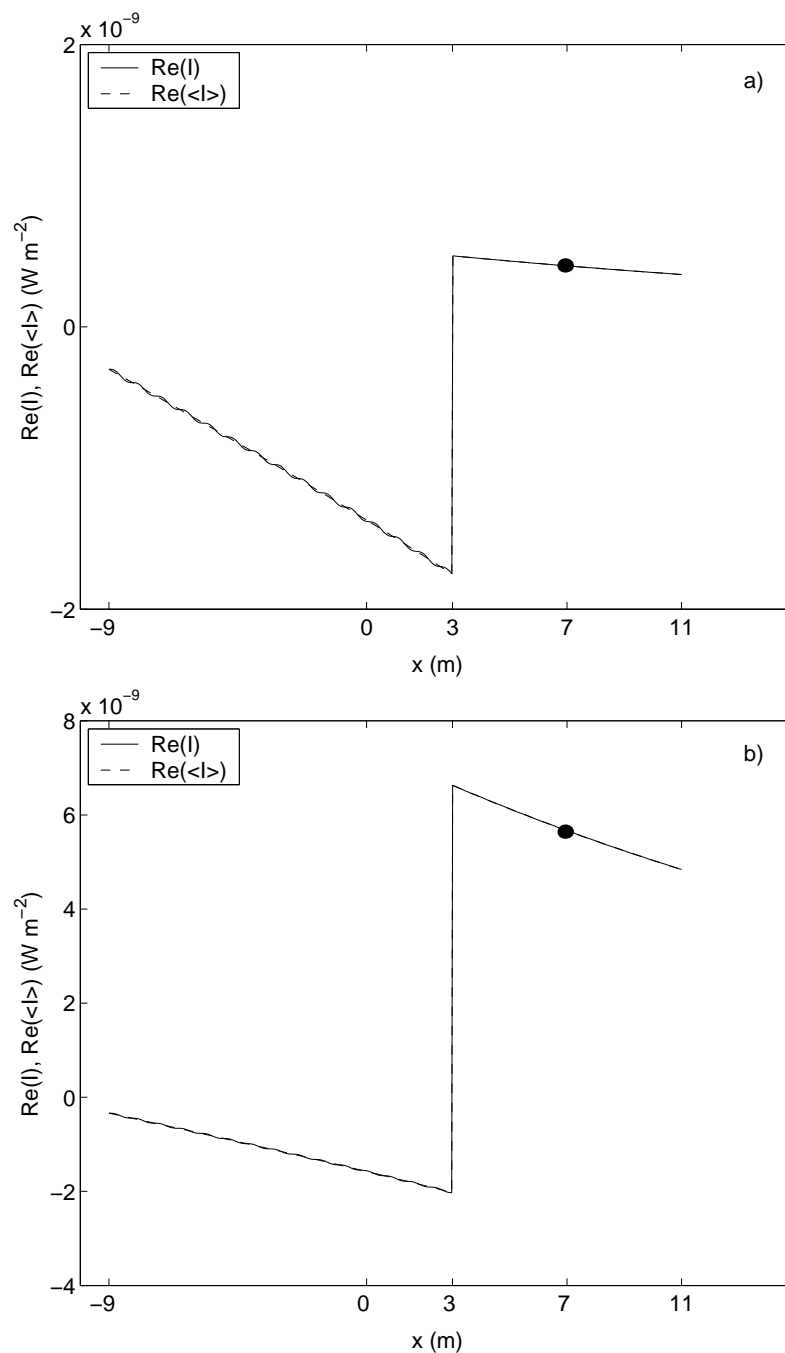 x 10−9
2
Re(I)
Re(<I>)
a)
0
−2
Re(I), Re(<I>) (W m−2)
−9
0
3
7
11
x (m)
x 10−9
8
Re(I)
Re(<I>)
b)
6
4
2
0
−2
−4
Re(I), Re(<I>) (W m−2)
−9
0
3
7
11
x (m)